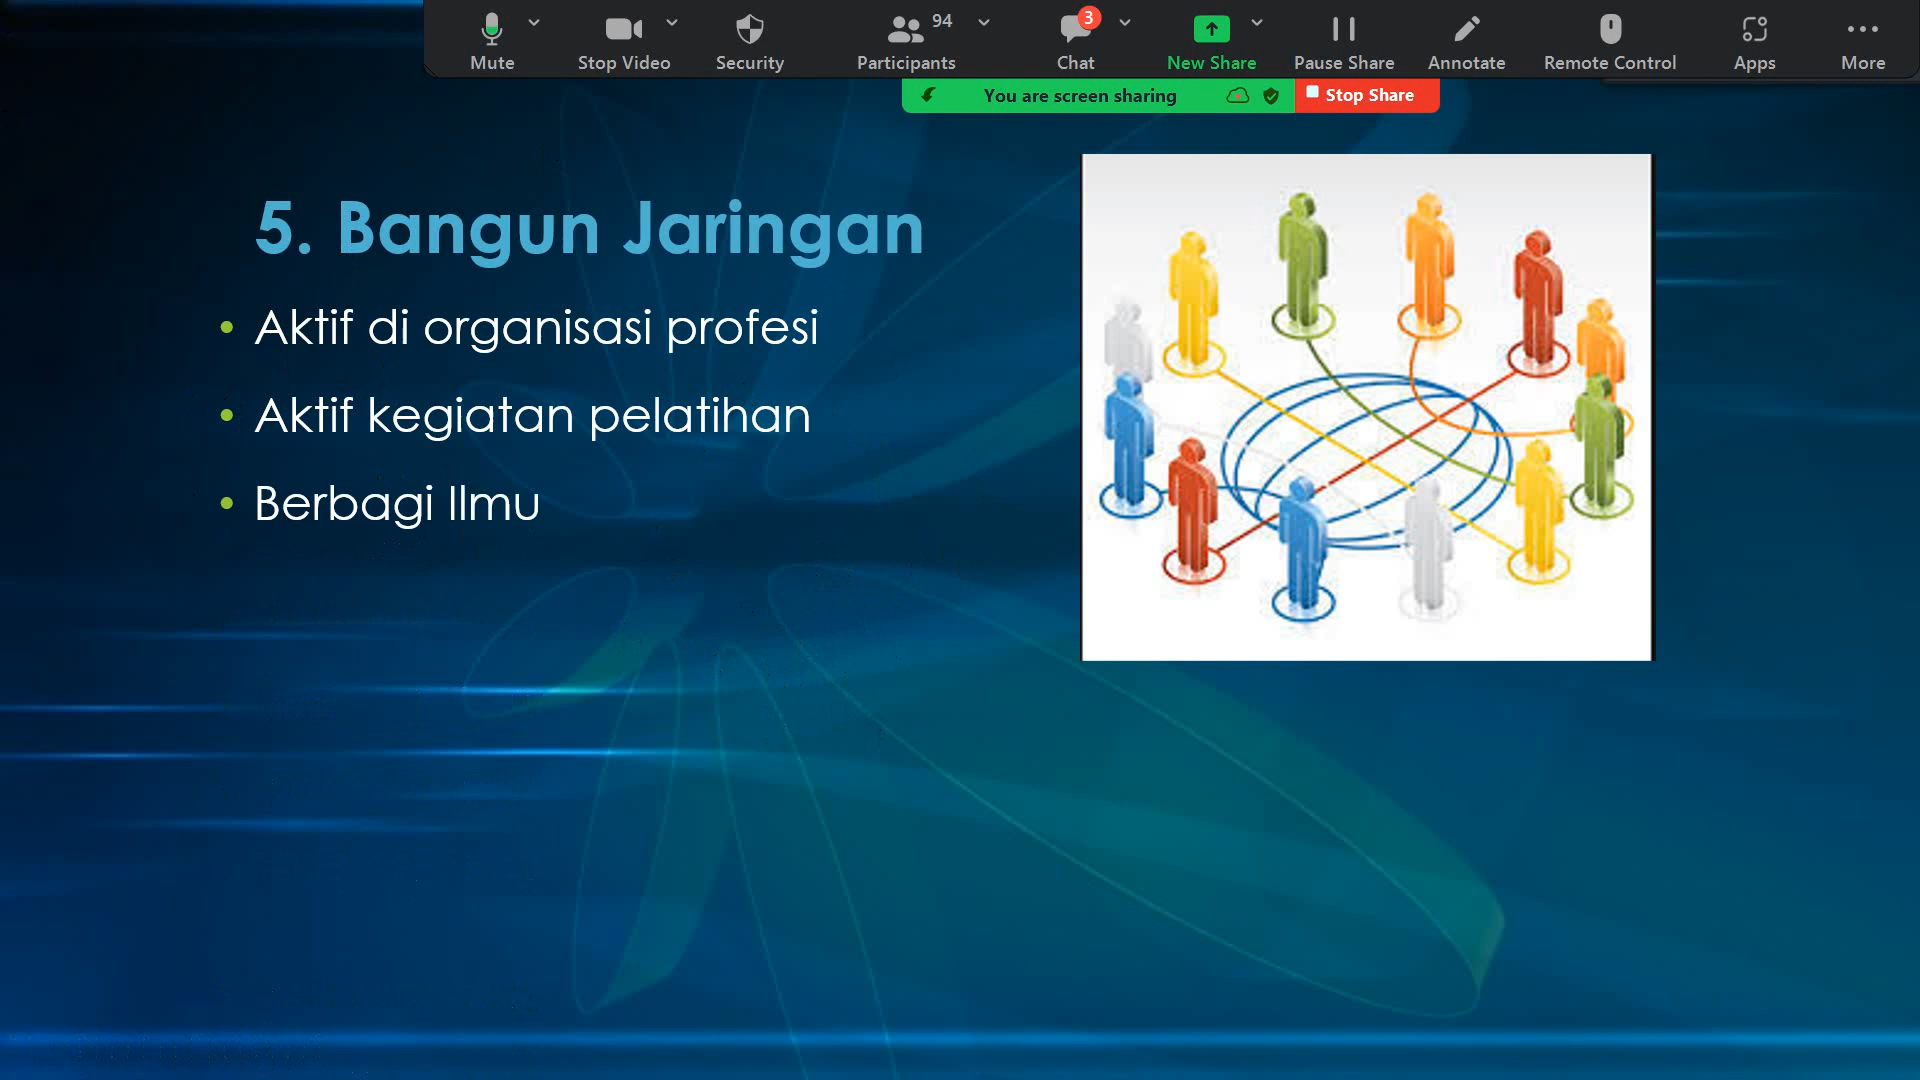 Mute
Stop Video
Security
Participants
94
Chat
3
New Share
Pause Share
Annotate
Remote Control
Apps
More
You are screen sharing
Stop Share
5. Bangun Jaringan
• Aktif di organisasi profesi
• Aktif kegiatan pelatihan
• Berbagi Ilmu